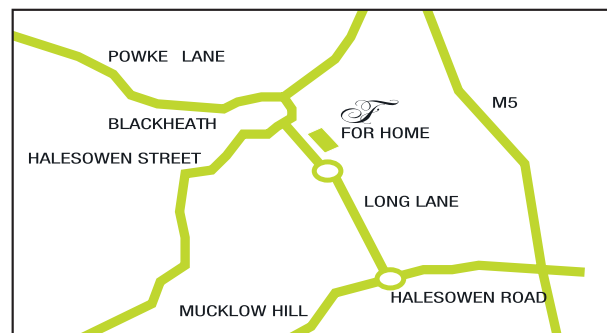 POWKE LANE
M5
F
BLACKHEATH
FOR HOME
HALESOWEN STREET
LONG LANE
HALESOWEN ROAD
MUCKLOW HILL